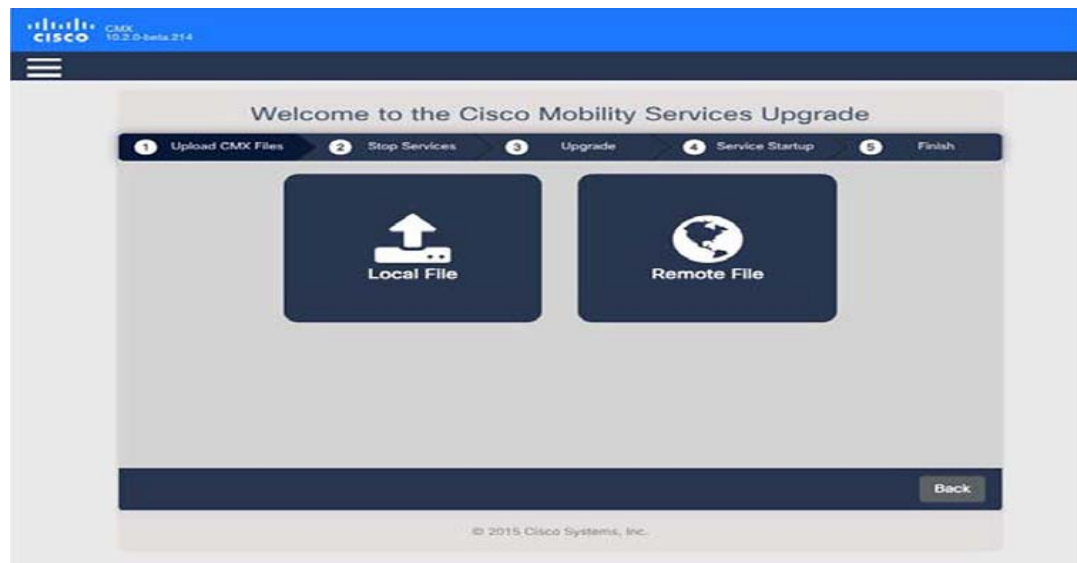 CISCO CMX
10.2.0-beta.214
Welcome to the Cisco Mobility Services Upgrade
1 Upload CMX Files 2 Stop Services 3 Upgrade 4 Service Startup 5 Finish
Local File Remote File
Back
© 2015 Cisco Systems, Inc.